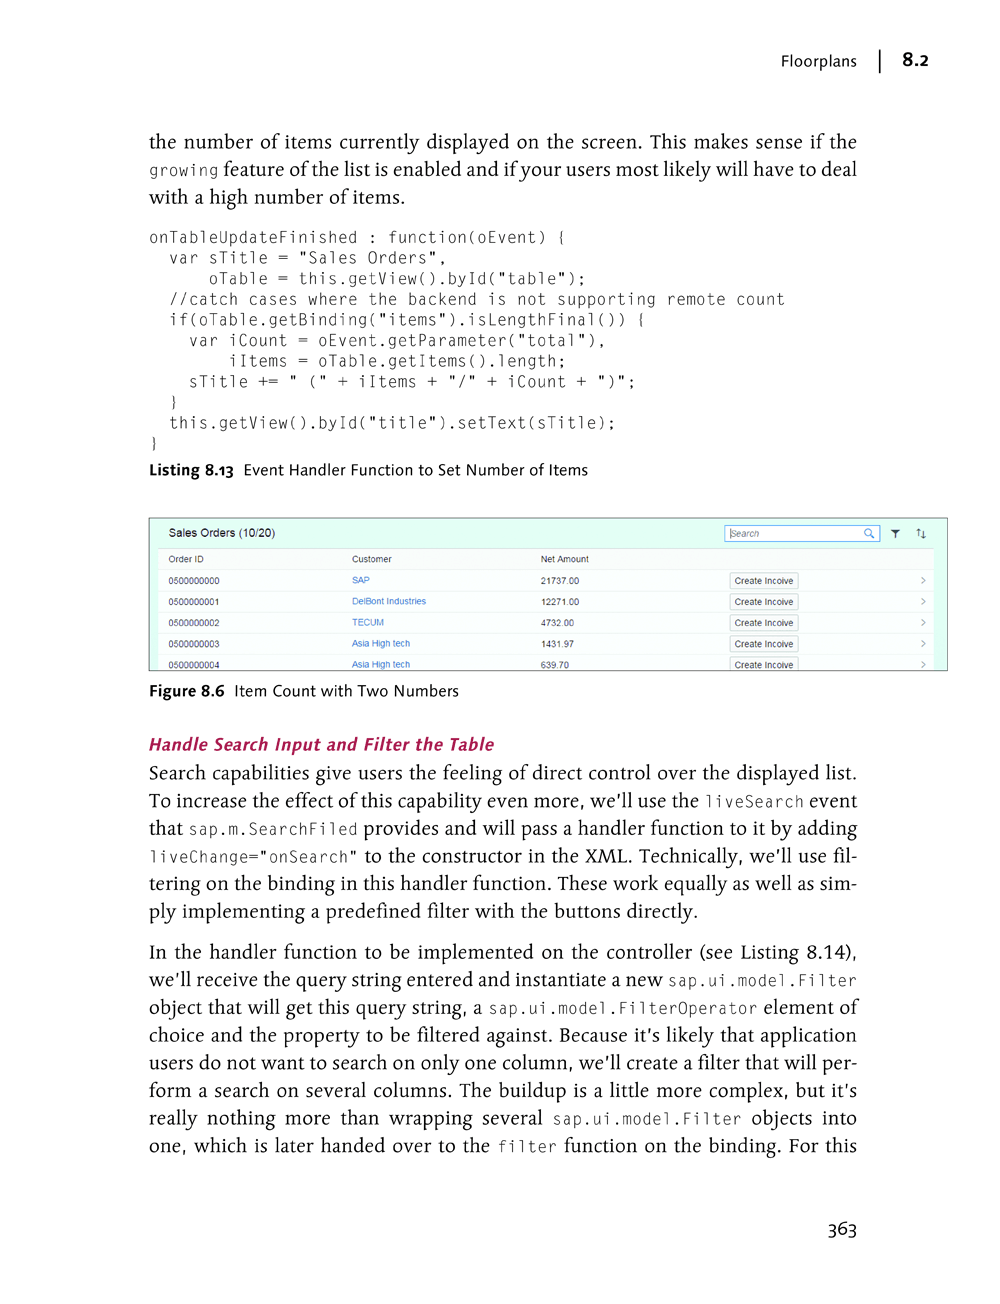 Floorplans | 8.2
the number of items currently displayed on the screen. This makes sense if the
growing feature of the list is enabled and if your users most likely will have to deal
with a high number of items.
onTableUpdateFinished : function(oEvent) {
  var sTitle = "Sales Orders",
      oTable = this.getView().byId("table");
  //catch cases where the backend is not supporting remote count
  if(oTable.getBinding("items").isLengthFinal()) {
    var iCount = oEvent.getParameter("total"),
        iItems = oTable.getItems().length;
    sTitle += " (" + iItems + "/" + iCount + ")";
  }
  this.getView().byId("title").setText(sTitle);
}
Listing 8.13 Event Handler Function to Set Number of Items
Sales Orders (10/20) Search
Order ID Customer Net Amount
0500000000 SAP 21737.00 Create Incoive
0500000001 DelBont Industries 12271.00 Create Incoive
0500000002 TECUM 4732.00 Create Incoive
0500000003 Asia High tech 1431.97 Create Incoive
0500000004 Asia High tech 639.70 Create Incoive
Figure 8.6 Item Count with Two Numbers
Handle Search Input and Filter the Table
Search capabilities give users the feeling of direct control over the displayed list.
To increase the effect of this capability even more, we'll use the liveSearch event
that sap.m.SearchFiled provides and will pass a handler function to it by adding
liveChange="onSearch" to the constructor in the XML. Technically, we'll use fil-
tering on the binding in this handler function. These work equally as well as sim-
ply implementing a predefined filter with the buttons directly.
In the handler function to be implemented on the controller (see Listing 8.14),
we'll receive the query string entered and instantiate a new sap.ui.model.Filter
object that will get this query string, a sap.ui.model.FilterOperator element of
choice and the property to be filtered against. Because it's likely that application
users do not want to search on only one column, we'll create a filter that will per-
form a search on several columns. The buildup is a little more complex, but it's
really nothing more than wrapping several sap.ui.model.Filter objects into
one, which is later handed over to the filter function on the binding. For this
363